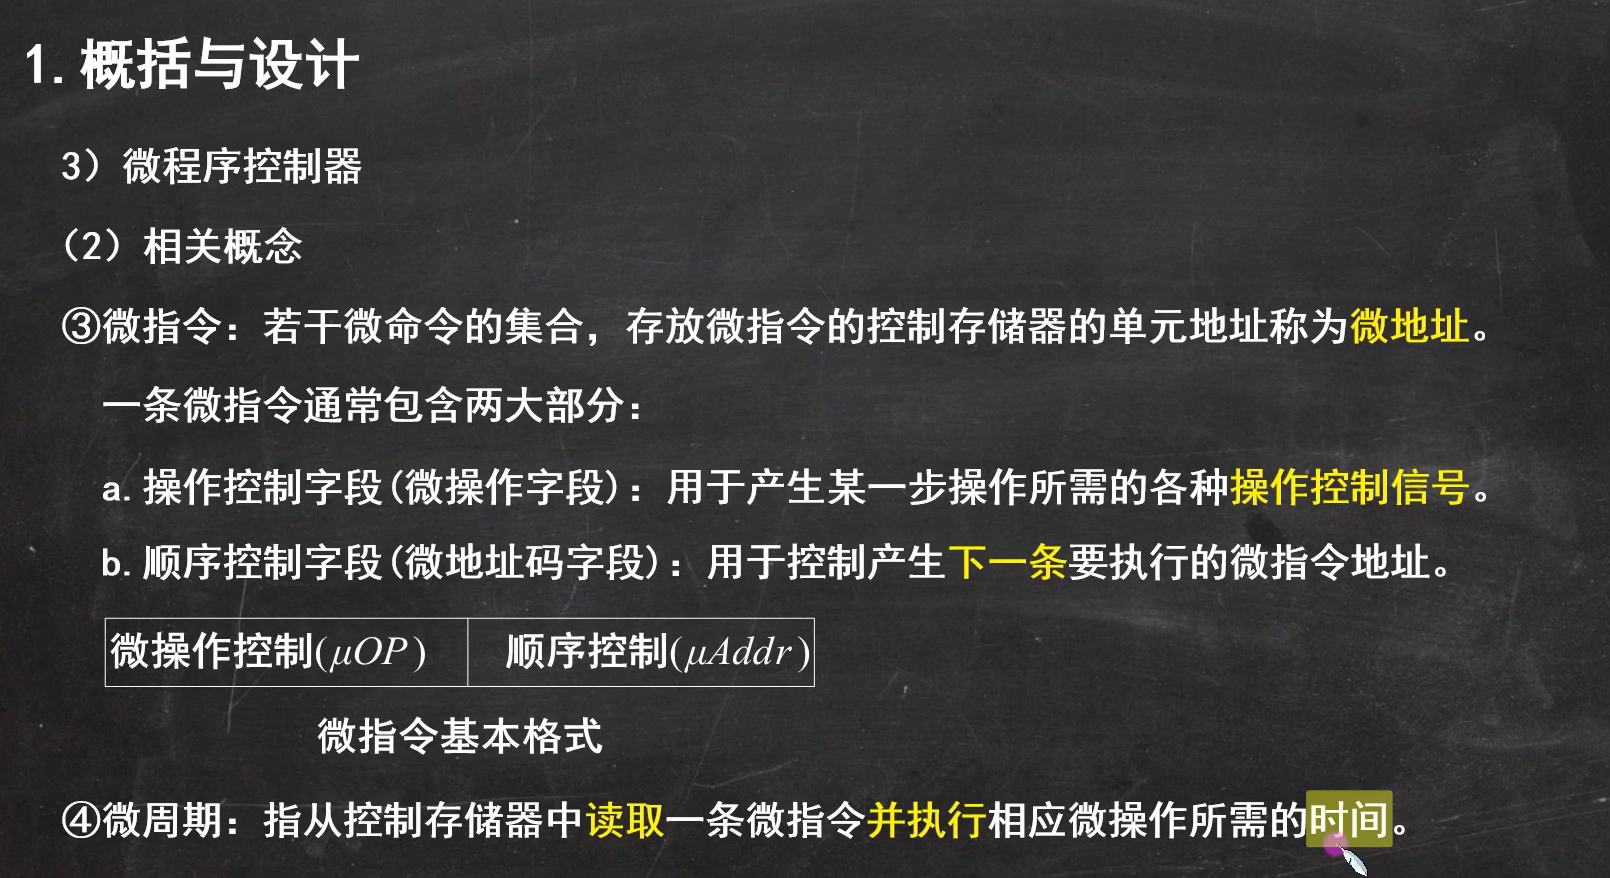 1.概括与设计
3）微程序控制器
（2）相关概念
③微指令：若干微命令的集合，存放微指令的控制存储器的单元地址称为微地址。
一条微指令通常包含两大部分：
a.操作控制字段(微操作字段)：用于产生某一步操作所需的各种操作控制信号。
b.顺序控制字段(微地址码字段)：用于控制产生下一条要执行的微指令地址。
微操作控制(μOP) 顺序控制(μAddr)
微指令基本格式
④微周期：指从控制存储器中读取一条微指令并执行相应微操作所需的时间。